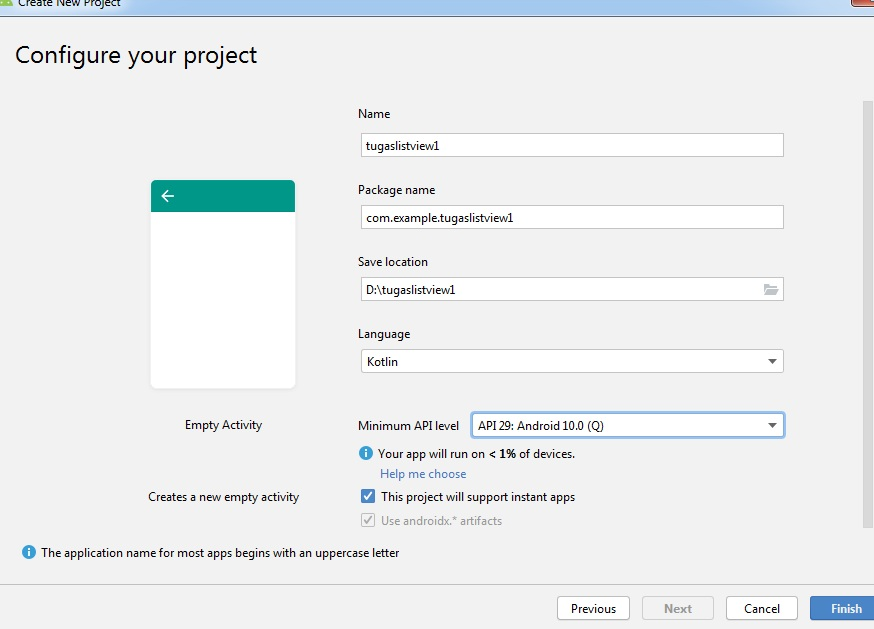 Create New Project
Configure your project
Name
tugaslistview1
Package name
com.example.tugaslistview1
Save location
D:\tugaslistview1
Language
Kotlin
Empty Activity
Minimum API level
API 29: Android 10.0 (Q)
Your app will run on < 1% of devices.
Help me choose
Creates a new empty activity
This project will support instant apps
Use androidx.* artifacts
The application name for most apps begins with an uppercase letter
Previous
Next
Cancel
Finish